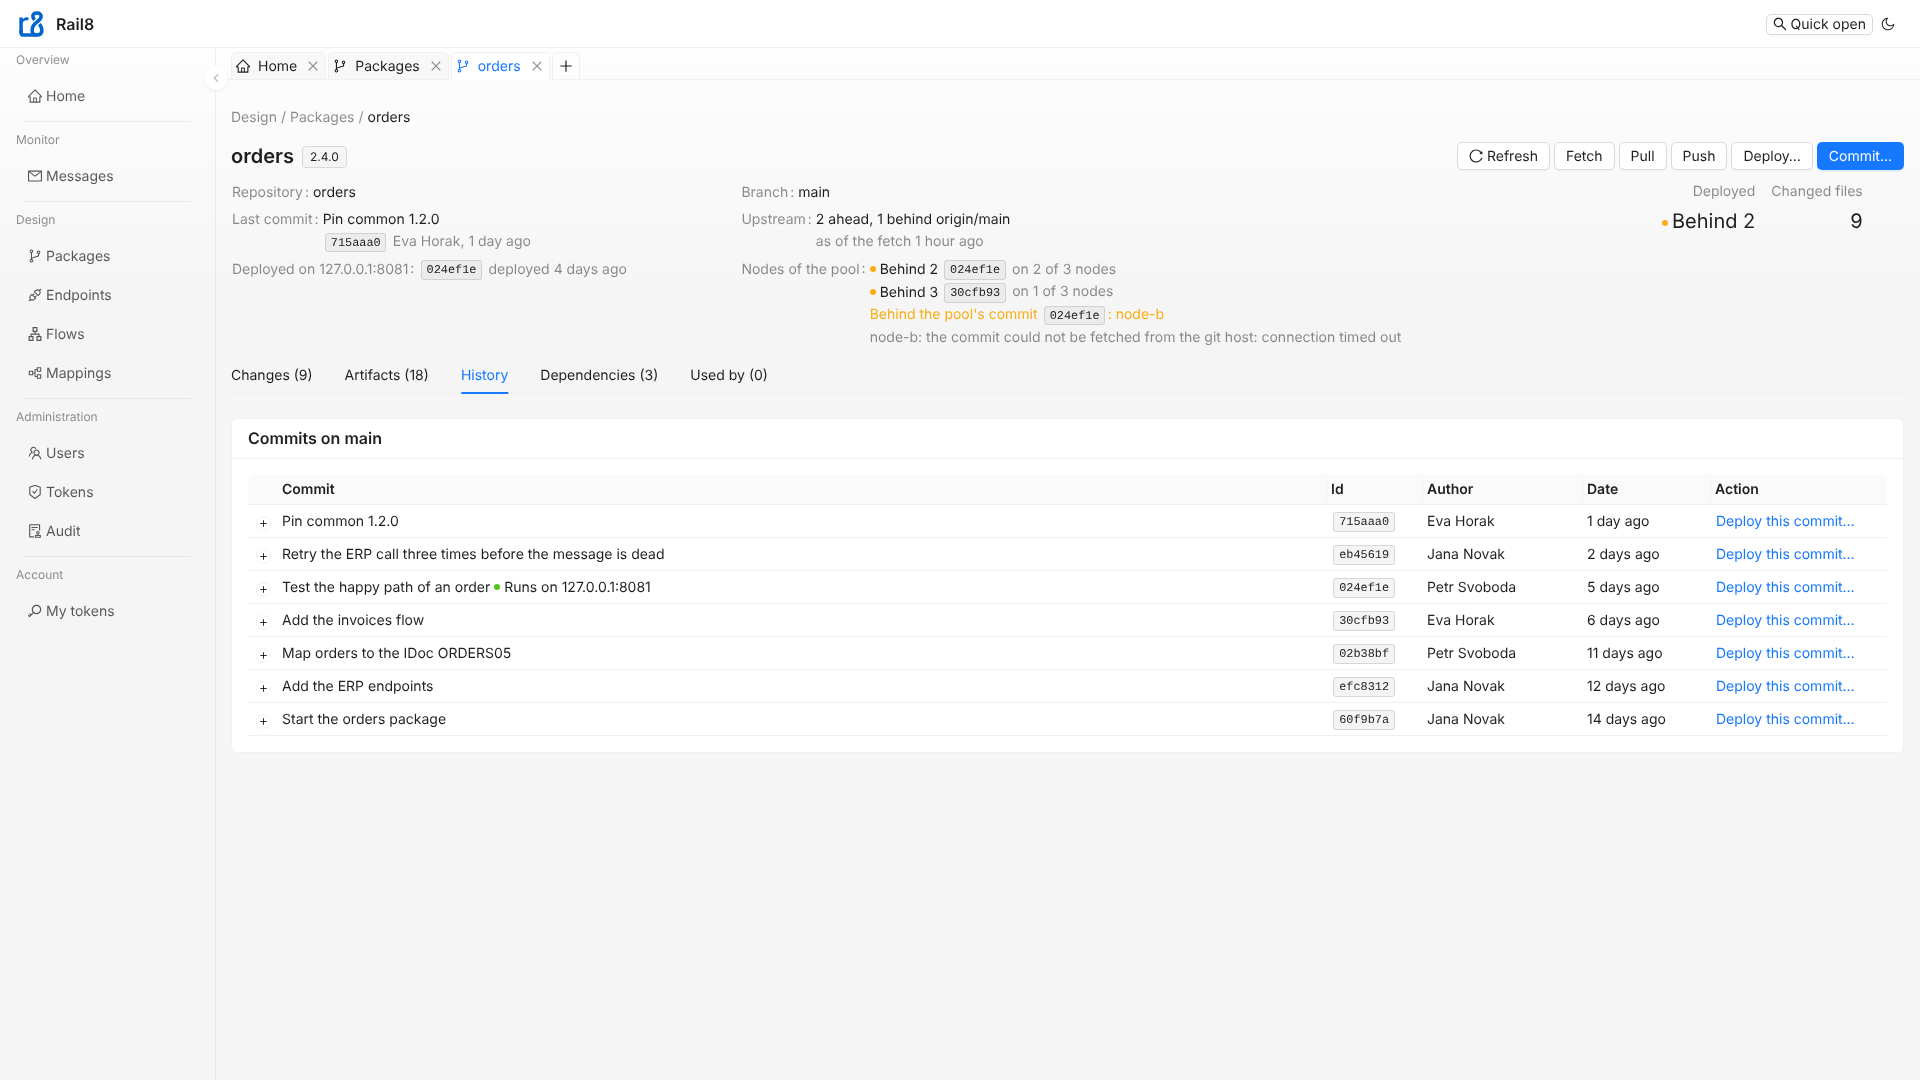 r8 Rail8
Quick open
Overview
Home
Monitor
Messages
Design
Packages
Endpoints
Flows
Mappings
Administration
Users
Tokens
Audit
Account
My tokens
Home Packages orders
Design / Packages / orders
orders 2.4.0
Refresh Fetch Pull Push Deploy... Commit...
Repository: orders
Branch: main
Deployed Changed files
Behind 2 9
Last commit: Pin common 1.2.0
715aaa0 Eva Horak, 1 day ago
Upstream: 2 ahead, 1 behind origin/main
as of the fetch 1 hour ago
Deployed on 127.0.0.1:8081: 024ef1e deployed 4 days ago
Nodes of the pool: Behind 2 024ef1e on 2 of 3 nodes
Behind 3 30cfb93 on 1 of 3 nodes
Behind the pool's commit 024ef1e : node-b
node-b: the commit could not be fetched from the git host: connection timed out
Changes (9) Artifacts (18) History Dependencies (3) Used by (0)
Commits on main
Commit Id Author Date Action
+ Pin common 1.2.0 715aaa0 Eva Horak 1 day ago Deploy this commit...
+ Retry the ERP call three times before the message is dead eb45619 Jana Novak 2 days ago Deploy this commit...
+ Test the happy path of an order Runs on 127.0.0.1:8081 024ef1e Petr Svoboda 5 days ago Deploy this commit...
+ Add the invoices flow 30cfb93 Eva Horak 6 days ago Deploy this commit...
+ Map orders to the IDoc ORDERS05 02b38bf Petr Svoboda 11 days ago Deploy this commit...
+ Add the ERP endpoints efc8312 Jana Novak 12 days ago Deploy this commit...
+ Start the orders package 60f9b7a Jana Novak 14 days ago Deploy this commit...